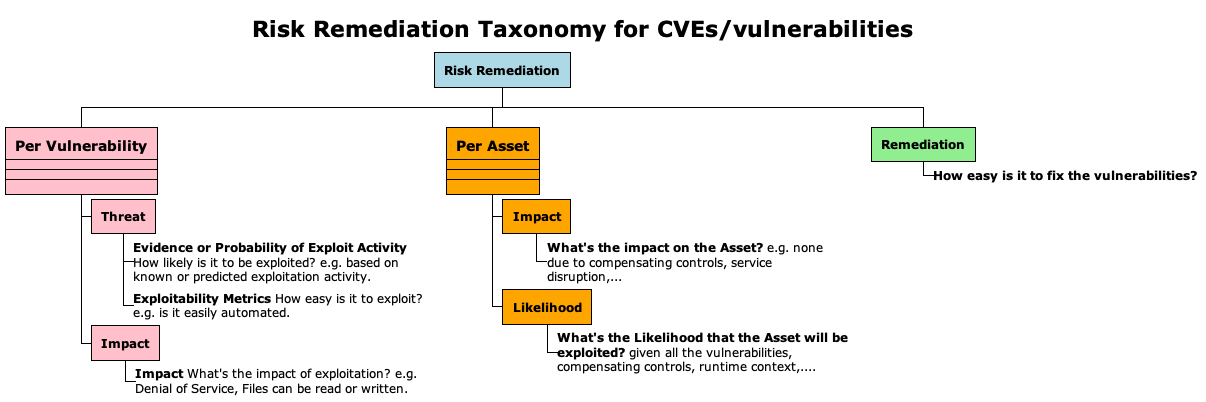 Risk Remediation Taxonomy for CVEs/vulnerabilities
Risk Remediation
Per Vulnerability
Threat
Evidence or Probability of Exploit Activity
How likely is it to be exploited? e.g. based on
known or predicted exploitation activity.
Exploitability Metrics How easy is it to exploit?
e.g. is it easily automated.
Impact
Impact What's the impact of exploitation? e.g.
Denial of Service, Files can be read or written.
Per Asset
Impact
What's the impact on the Asset? e.g. none
due to compensating controls, service
disruption,...
Likelihood
What's the Likelihood that the Asset will be
exploited? given all the vulnerabilities,
compensating controls, runtime context,....
Remediation
How easy is it to fix the vulnerabilities?